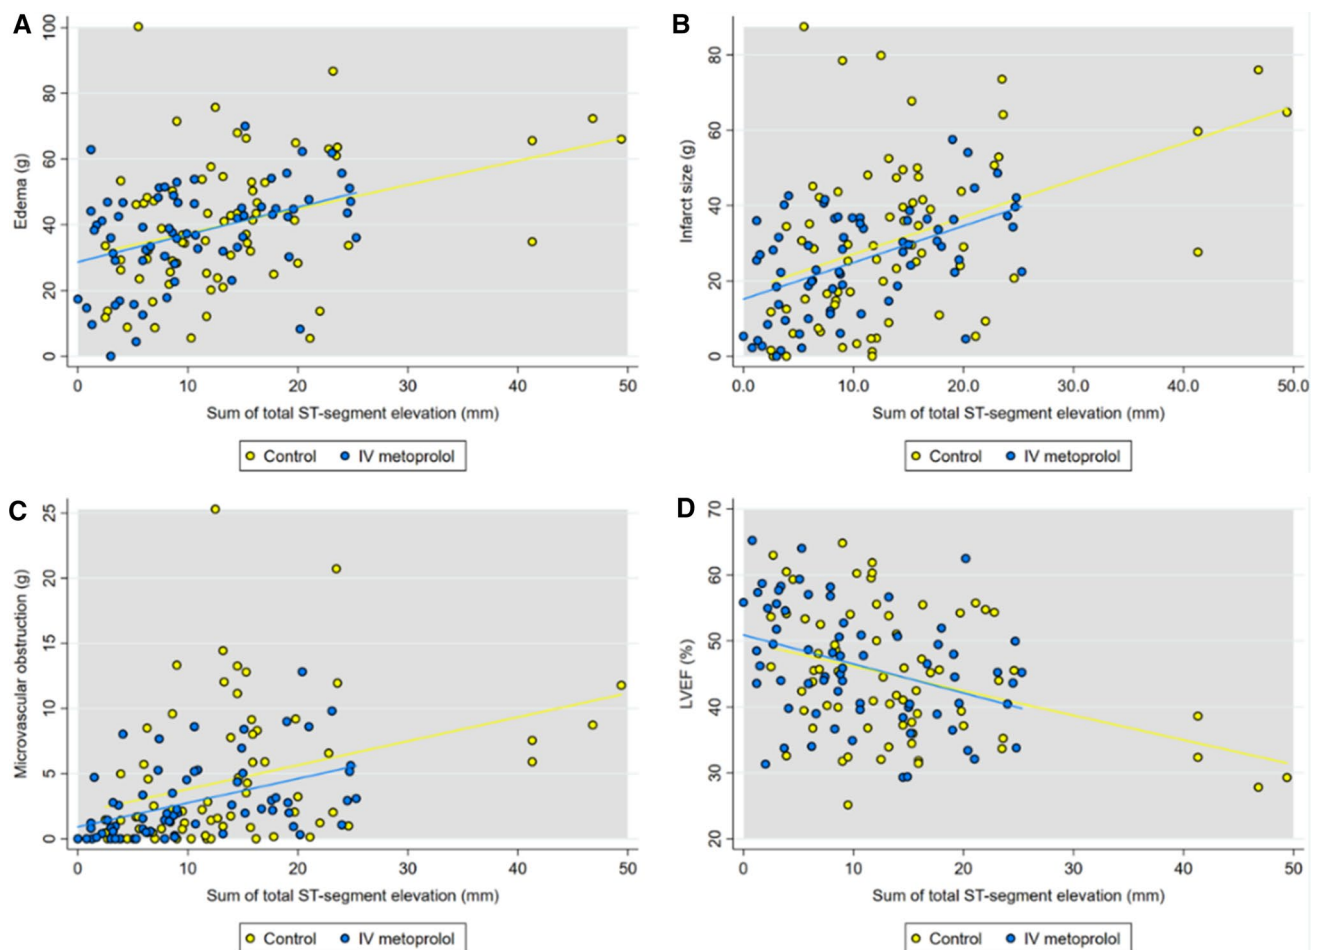 A
Edema (g)
100
80
60
40
20
0
0 10 20 30 40 50
Sum of total ST-segment elevation (mm)
Control IV metoprolol
B
Infarct size (g)
80
60
40
20
0
0.0 10.0 20.0 30.0 40.0 50.0
Sum of total ST-segment elevation (mm)
Control IV metoprolol
C
Microvascular obstruction (g)
25
20
15
10
5
0
0 10 20 30 40 50
Sum of total ST-segment elevation (mm)
Control IV metoprolol
D
LVEF (%)
70
60
50
40
30
20
0 10 20 30 40 50
Sum of total ST-segment elevation (mm)
Control IV metoprolol